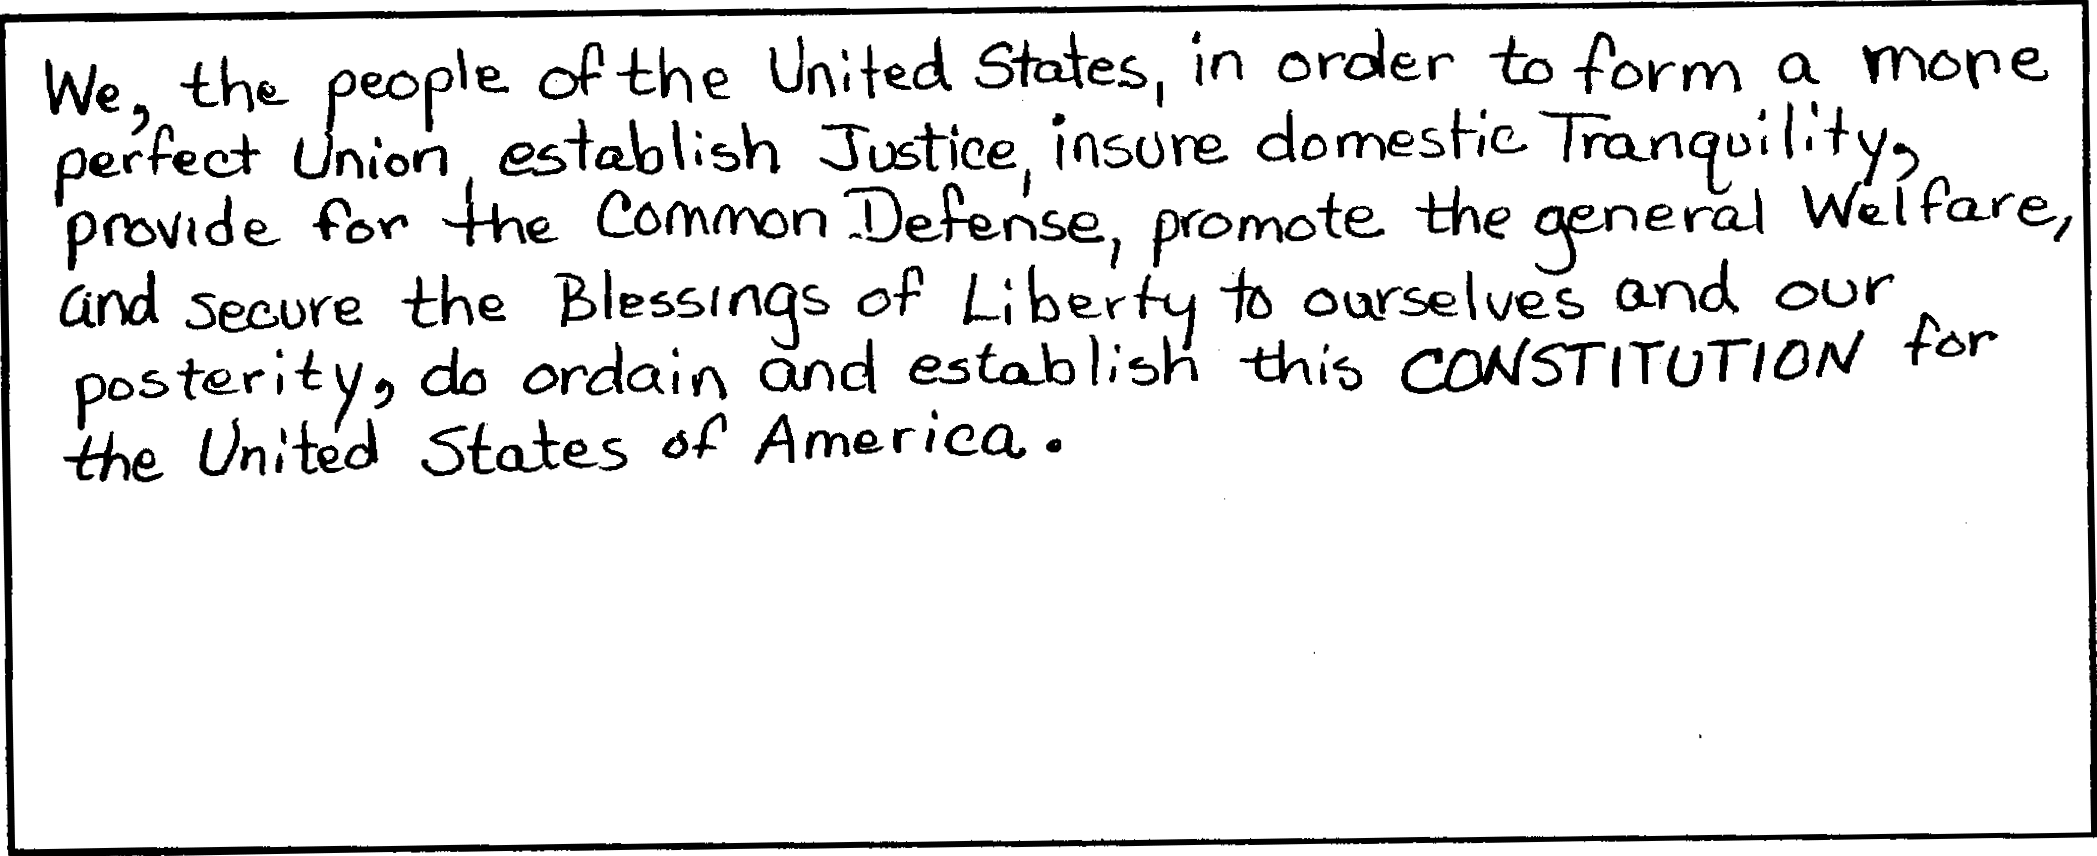 We, the people of the United States, in order to form a more
perfect Union, establish Justice, insure domestic Tranquility,
provide for the Common Defense, promote the general Welfare,
and secure the Blessings of Liberty to ourselves and our
posterity, do ordain and establish this CONSTITUTION for
the United States of America.